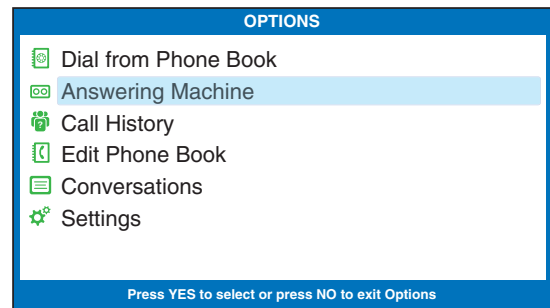 OPTIONS
Dial from Phone Book
Answering Machine
Call History
Edit Phone Book
Conversations
Settings
Press YES to select or press NO to exit Options